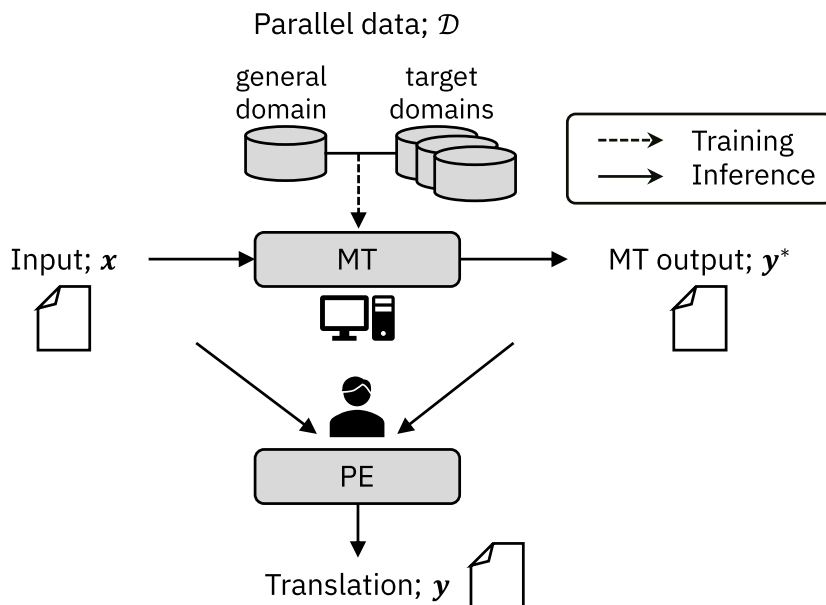 Parallel data; 𝒟
general
domain
target
domains
Training
Inference
Input; 𝒙
MT
MT output; 𝒚*
PE
Translation; 𝒚